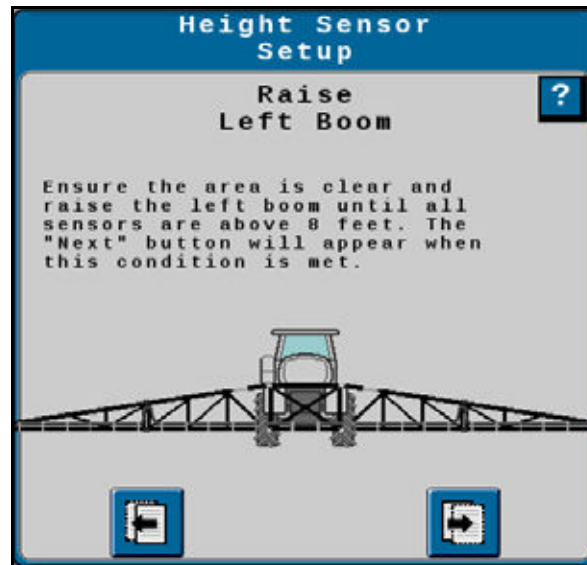 Height Sensor
Setup
Raise
Left Boom
?
Ensure the area is clear and
raise the left boom until all
sensors are above 8 feet. The
"Next" button will appear when
this condition is met.